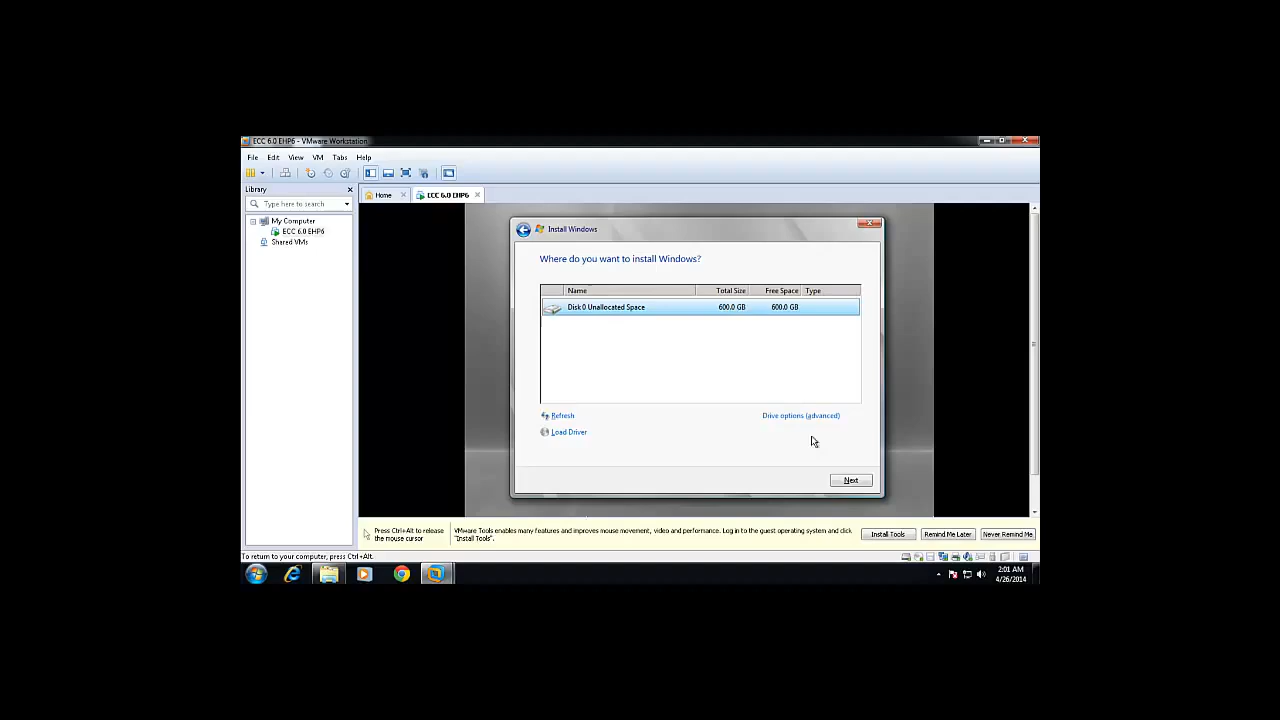 ECC 6.0 EHP6 - VMware Workstation
File Edit View VM Tabs Help
Library
Home
ECC 6.0 EHP6
Type here to search
My Computer
ECC 6.0 EHP6
Shared VMs
Install Windows
Where do you want to install Windows?
Name Total Size Free Space Type
Disk 0 Unallocated Space 600.0 GB 600.0 GB
Refresh
Drive options (advanced)
Load Driver
Next
Press Ctrl+Alt to release
the mouse cursor
VMware Tools enables many features and improves mouse movement, video and performance. Log in to the guest operating system and click
"Install Tools".
Install Tools
Remind Me Later
Never Remind Me
To return to your computer, press Ctrl+Alt.
2:01 AM
4/26/2014